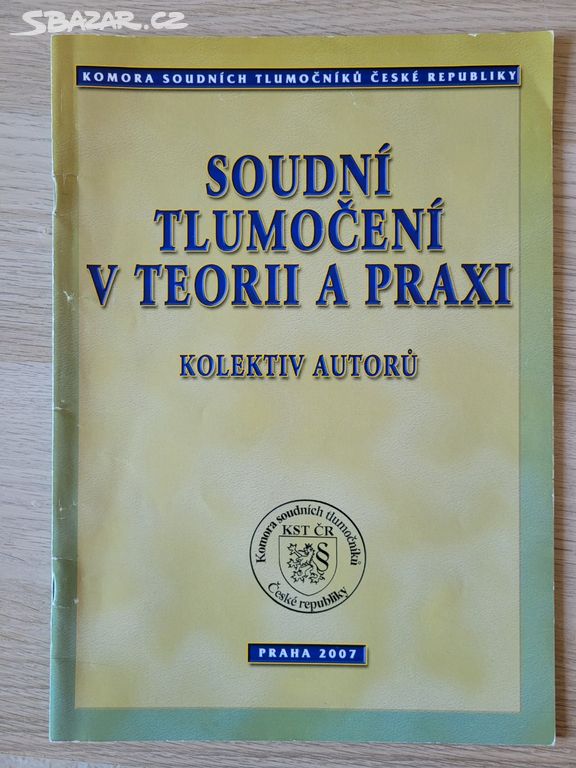 SBAZAR.CZ
KOMORA SOUDNÍCH TLUMOČNÍKŮ ČESKÉ REPUBLIKY
SOUDNÍ
TLUMOČENÍ
V TEORII A PRAXI
KOLEKTIV AUTORŮ
Komora soudních tlumočníků
KST ČR
§
České republiky
PRAHA 2007